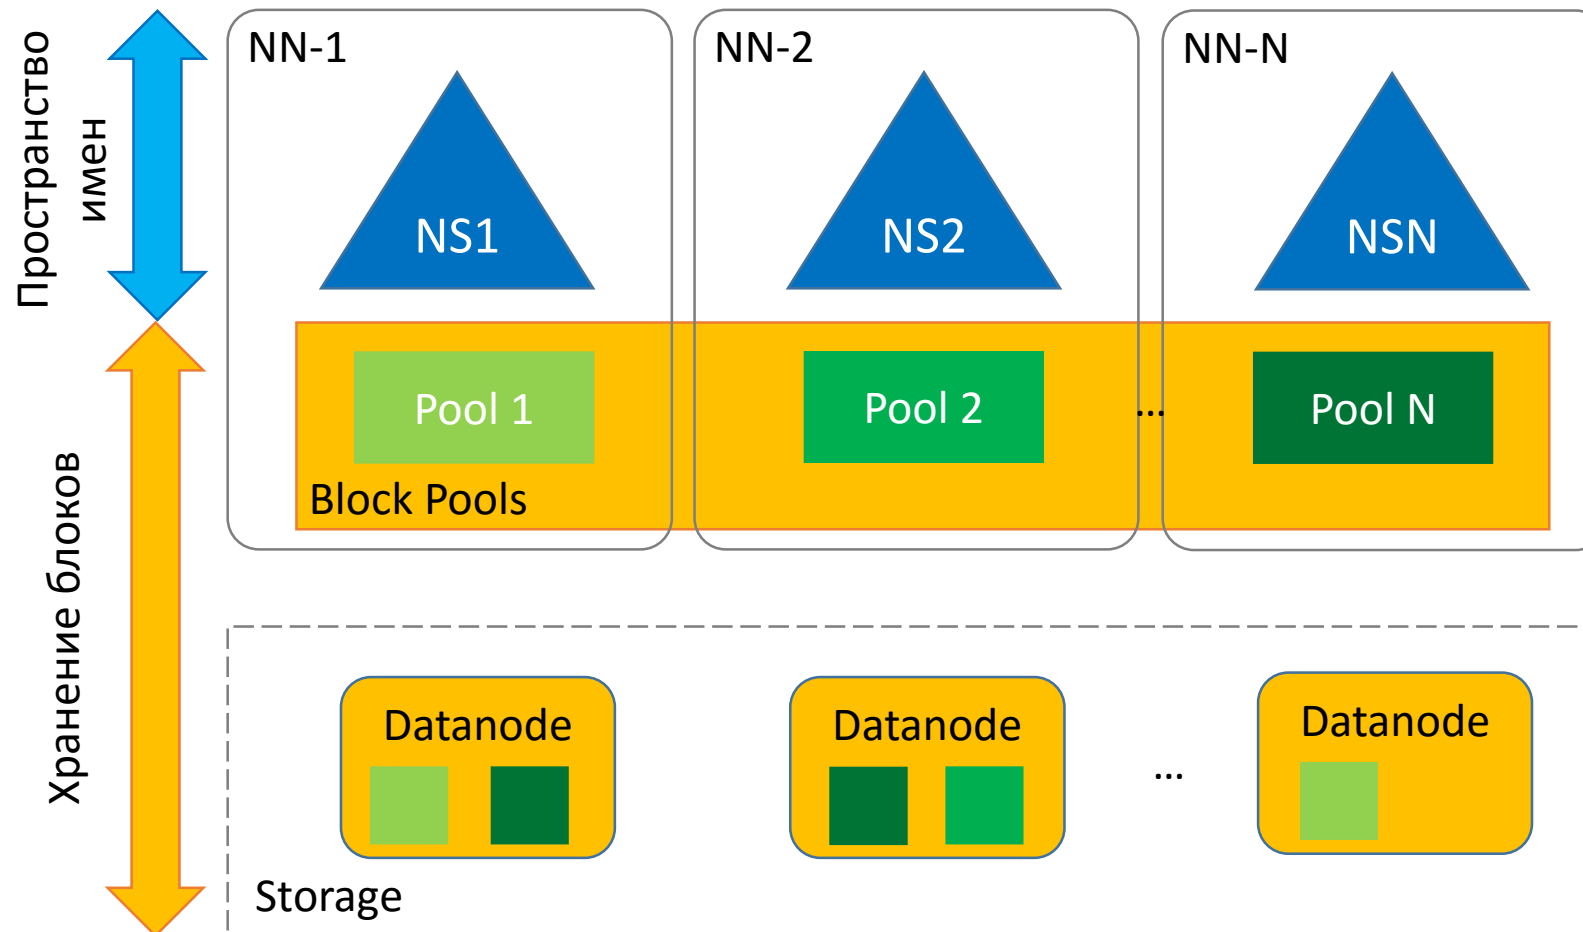 Пространство
имен
NN-1
NN-2
NN-N
NS1
NS2
NSN
Хранение блоков
Pool 1
Pool 2
...
Pool N
Block Pools
Datanode
Datanode
...
Datanode
Storage